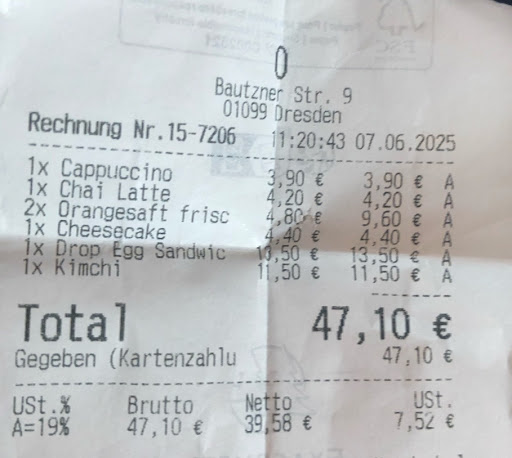 0
Bautzner Str. 9
01099 Dresden
Rechnung Nr.15-7206 11:20:43 07.06.2025
1x Cappuccino 3,90 € 3,90 € A
1x Chai Latte 4,20 € 4,20 € A
2x Orangesaft frisc 4,80 € 9,60 € A
1x Cheesecake 4,40 € 4,40 € A
1x Drop Egg Sandwic 13,50 € 13,50 € A
1x Kimchi 11,50 € 11,50 € A
Total 47,10 €
Gegeben (Kartenzahlu 47,10 €
USt.% Brutto Netto USt.
A=19% 47,10 € 39,58 € 7,52 €